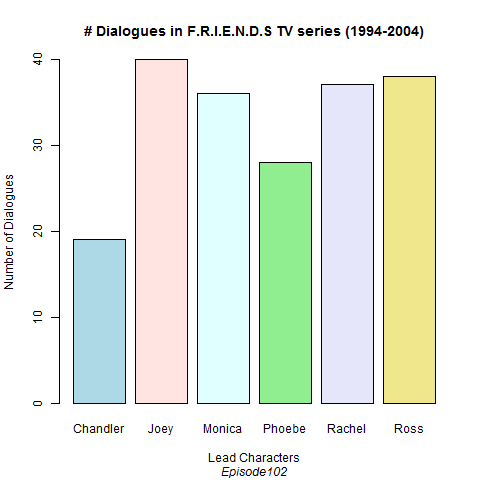 # Dialogues in F.R.I.E.N.D.S TV series (1994-2004)
Number of Dialogues
40
30
20
10
0
Chandler Joey Monica Phoebe Rachel Ross
Lead Characters
Episode102